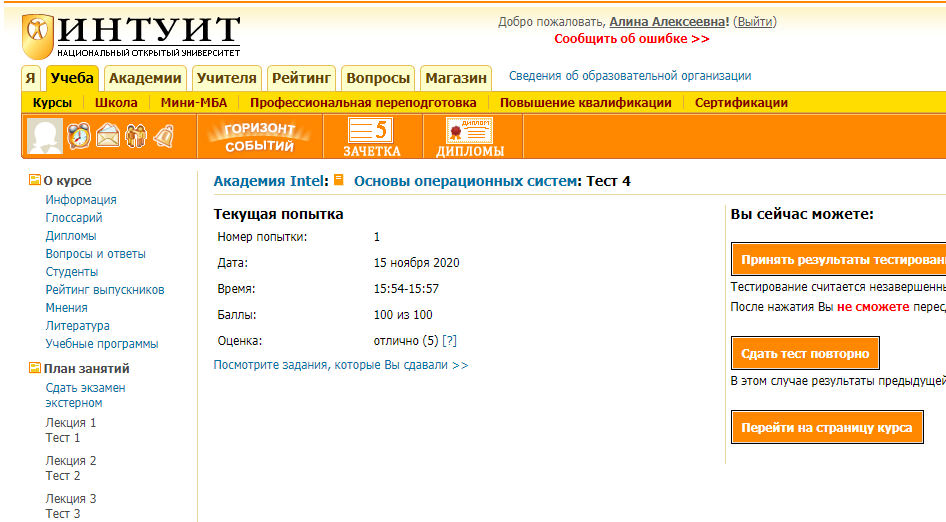 ИНТУИТ
НАЦИОНАЛЬНЫЙ ОТКРЫТЫЙ УНИВЕРСИТЕТ
Добро пожаловать, Алина Алексеевна! (Выйти)
Сообщить об ошибке >>
Я Учеба Академии Учителя Рейтинг Вопросы Магазин Сведения об образовательной организации
Курсы Школа Мини-МБА Профессиональная переподготовка Повышение квалификации Сертификации
ГОРИЗОНТ
СОБЫТИЙ
5
ЗАЧЕТКА
ДИПЛОМ
ДИПЛОМЫ
О курсе
Информация
Глоссарий
Дипломы
Вопросы и ответы
Студенты
Рейтинг выпускников
Мнения
Литература
Учебные программы
План занятий
Сдать экзамен
экстерном
Лекция 1
Тест 1
Лекция 2
Тест 2
Лекция 3
Тест 3
Академия Intel: Основы операционных систем: Тест 4
Текущая попытка
Номер попытки: 1
Дата: 15 ноября 2020
Время: 15:54-15:57
Баллы: 100 из 100
Оценка: отлично (5) [?]
Посмотрите задания, которые Вы сдавали >>
Вы сейчас можете:
Принять результаты тестирован
Тестирование считается незавершенны
После нажатия Вы не сможете перес
Сдать тест повторно
В этом случае результаты предыдущей
Перейти на страницу курса